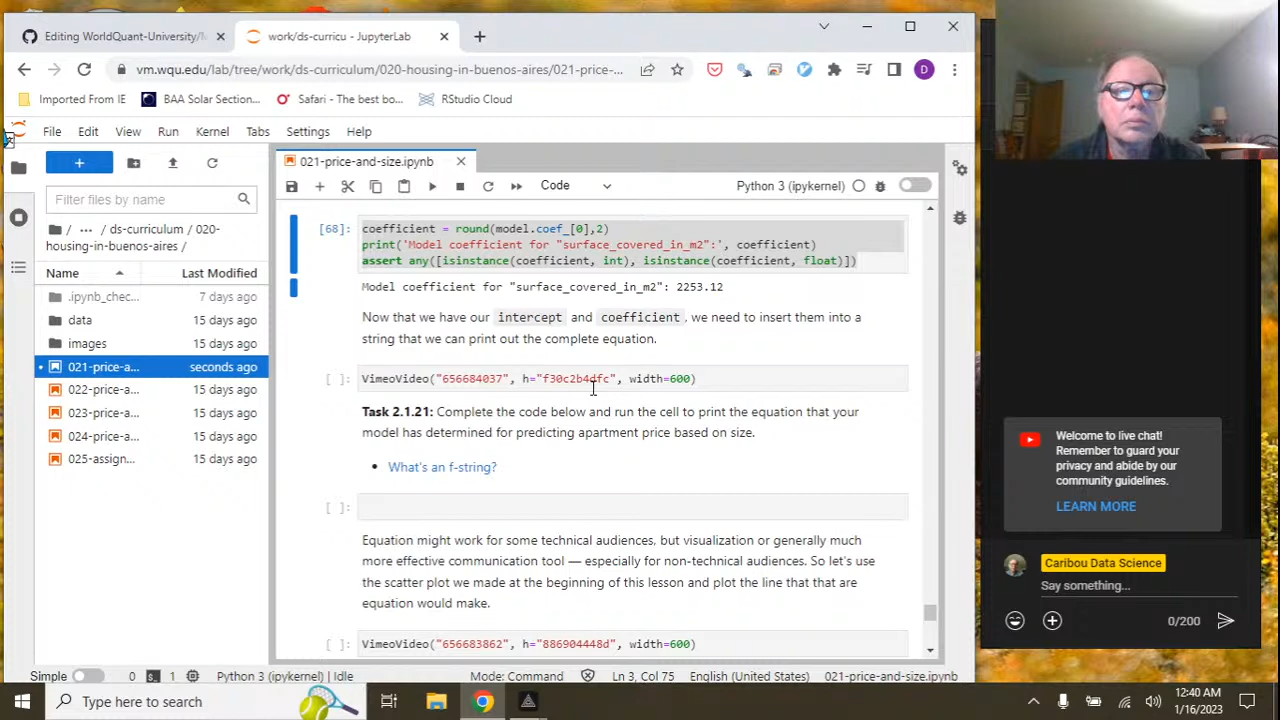 Editing WorldQuant-University/M
work/ds-curricu - JupyterLab
vm.wqu.edu/lab/tree/work/ds-curriculum/020-housing-in-buenos-aires/021-price-...
D
Imported From IE
BAA Solar Section...
Safari - The best bo...
RStudio Cloud
File Edit View Run Kernel Tabs Settings Help
021-price-and-size.ipynb
Code
Python 3 (ipykernel)
Filter files by name
/ ... / ds-curriculum / 020-
housing-in-buenos-aires /
Name Last Modified
.ipynb_chec... 7 days ago
data 15 days ago
images 15 days ago
021-price-a... seconds ago
022-price-a... 15 days ago
023-price-a... 15 days ago
024-price-a... 15 days ago
025-assign... 15 days ago
[68]: coefficient = round(model.coef_[0],2)
print('Model coefficient for "surface_covered_in_m2":', coefficient)
assert any([isinstance(coefficient, int), isinstance(coefficient, float)])
Model coefficient for "surface_covered_in_m2": 2253.12
Now that we have our intercept and coefficient, we need to insert them into a
string that we can print out the complete equation.
[ ]: VimeoVideo("656684037", h="f30c2b4dfc", width=600)
Task 2.1.21: Complete the code below and run the cell to print the equation that your
model has determined for predicting apartment price based on size.
What's an f-string?
[ ]:
Equation might work for some technical audiences, but visualization or generally much
more effective communication tool — especially for non-technical audiences. So let's use
the scatter plot we made at the beginning of this lesson and plot the line that that are
equation would make.
[ ]: VimeoVideo("656683862", h="886904448d", width=600)
Simple 0 1 Python 3 (ipykernel) | Idle Mode: Command Ln 3, Col 75 English (United States) 021-price-and-size.ipynb
Welcome to live chat!
Remember to guard your
privacy and abide by our
community guidelines.
LEARN MORE
Caribou Data Science
Say something...
0/200
Type here to search
12:40 AM
1/16/2023